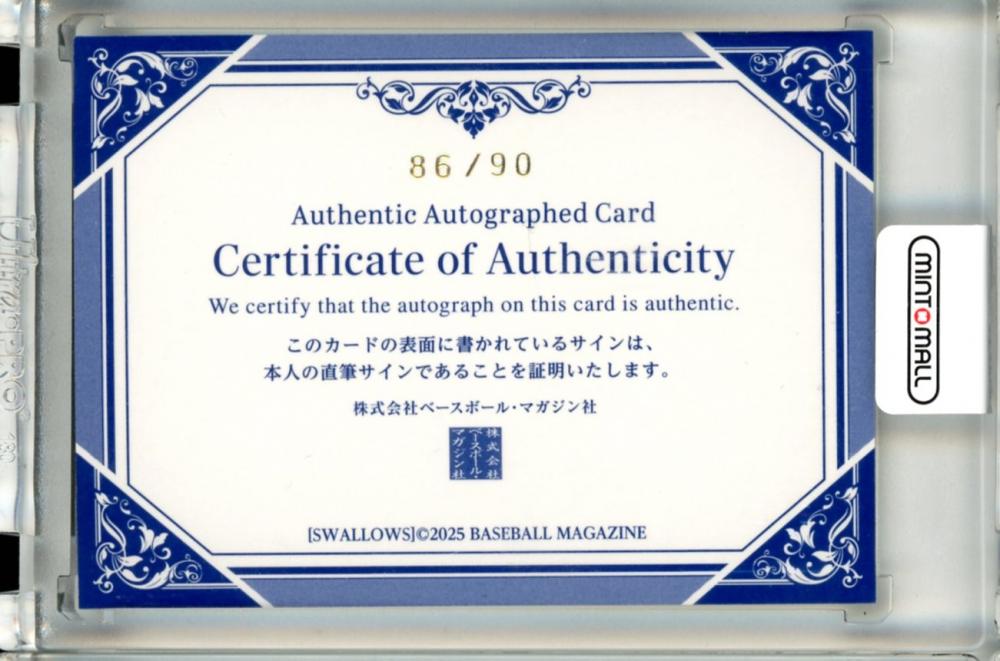 86/90
Authentic Autographed Card
Certificate of Authenticity
We certify that the autograph on this card is authentic.
このカードの表面に書かれているサインは、
本人の直筆サインであることを証明いたします。
株式会社ベースボール・マガジン社
株式会社
ベースボール・
マガジン社
[SWALLOWS]©2025 BASEBALL MAGAZINE
MINTOMALL